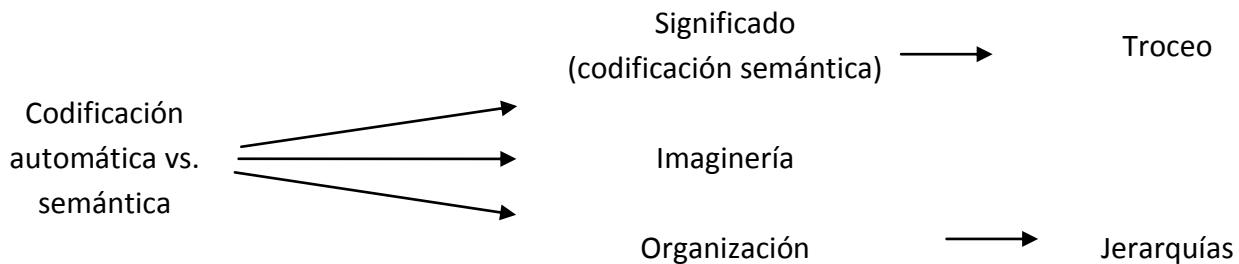 Significado
(codificación semántica)
Troceo
Codificación
automática vs.
semántica
Imaginería
Organización
Jerarquías